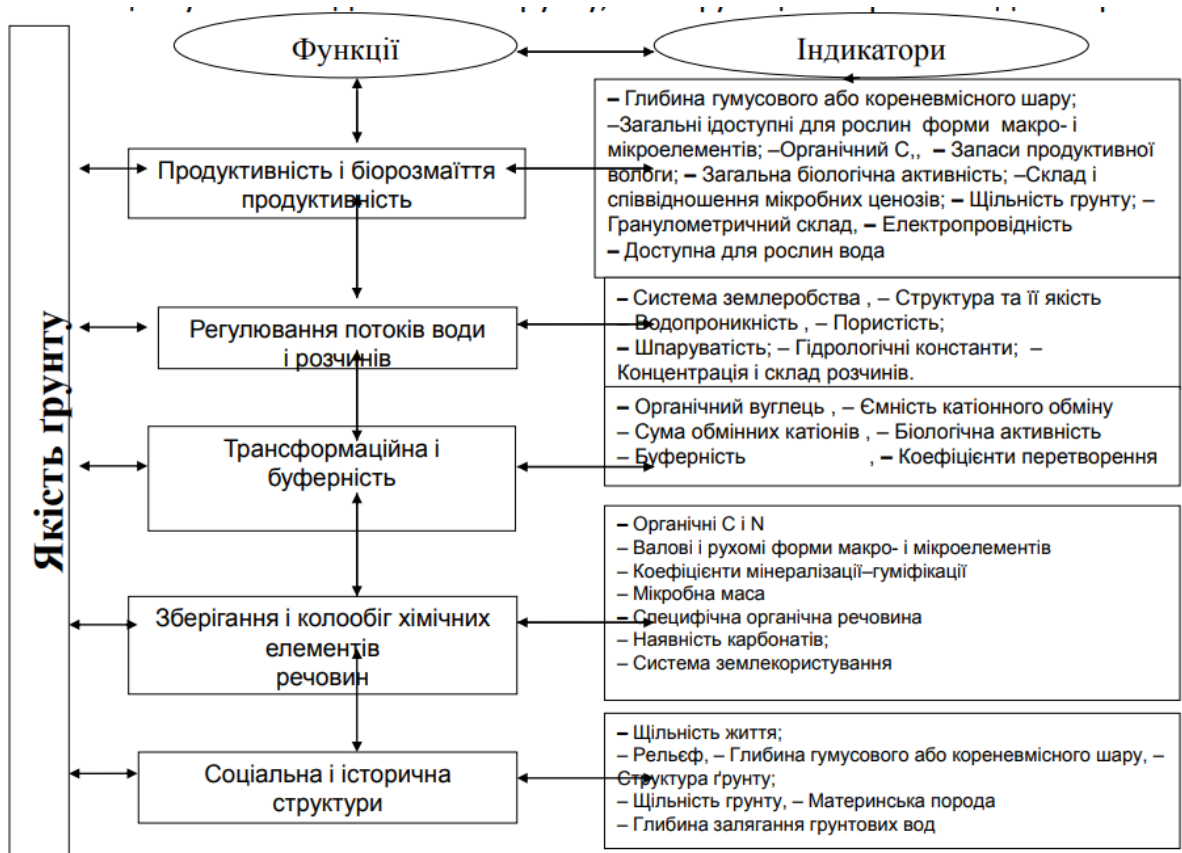 Функції
Індикатори
Якість ґрунту
Продуктивність і біорозмаїття
продуктивність
– Глибина гумусового або кореневмісного шару;
–Загальні ідоступні для рослин форми макро- і
мікроелементів; –Органічний С,, – Запаси продуктивної
вологи; – Загальна біологічна активність; –Склад і
співвідношення мікробних ценозів; – Щільність грунту; –
Гранулометричний склад, – Електропровідність
– Доступна для рослин вода
Регулювання потоків води
і розчинів
– Система землеробства , – Структура та її якість
– Водопроникність , – Пористість;
– Шпаруватість; – Гідрологічні константи; –
Концентрація і склад розчинів.
Трансформаційна і
буферність
– Органічний вуглець , – Ємність катіонного обміну
– Сума обмінних катіонів , – Біологічна активність
– Буферність , – Коефіцієнти перетворення
Зберігання і колообіг хімічних
елементів
речовин
– Органічні С і N
– Валові і рухомі форми макро- і мікроелементів
– Коефіцієнти мінералізації–гуміфікації
– Мікробна маса
– Специфічна органічна речовина
– Наявність карбонатів;
– Система землекористування
Соціальна і історична
структури
– Щільність життя;
– Рельєф, – Глибина гумусового або кореневмісного шару, –
Структура ґрунту;
– Щільність грунту, – Материнська порода
– Глибина залягання грунтових вод